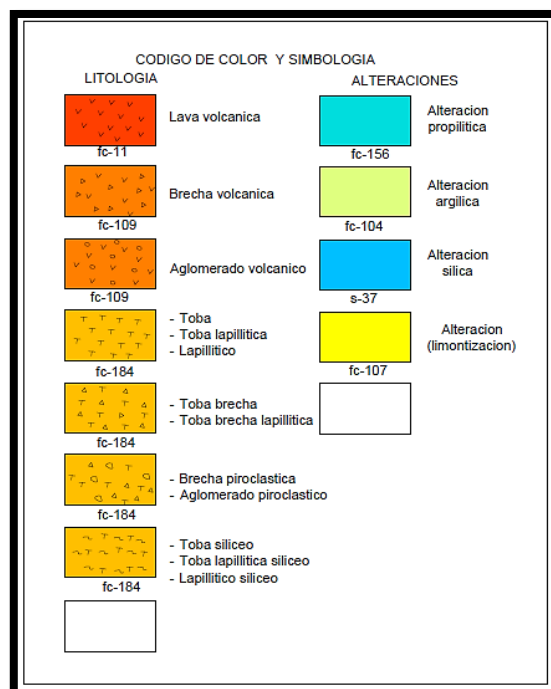 CODIGO DE COLOR Y SIMBOLOGIA
LITOLOGIA
Lava volcanica
fc-11
Brecha volcanica
fc-109
Aglomerado volcanico
fc-109
- Toba
- Toba lapillitica
- Lapillitico
fc-184
- Toba brecha
- Toba brecha lapillitica
fc-184
- Brecha piroclastica
- Aglomerado piroclastico
fc-184
- Toba siliceo
- Toba lapillitica siliceo
- Lapillitico siliceo
fc-184
ALTERACIONES
Alteracion
propilitica
fc-156
Alteracion
argilica
fc-104
Alteracion
silica
s-37
Alteracion
(limontizacion)
fc-107